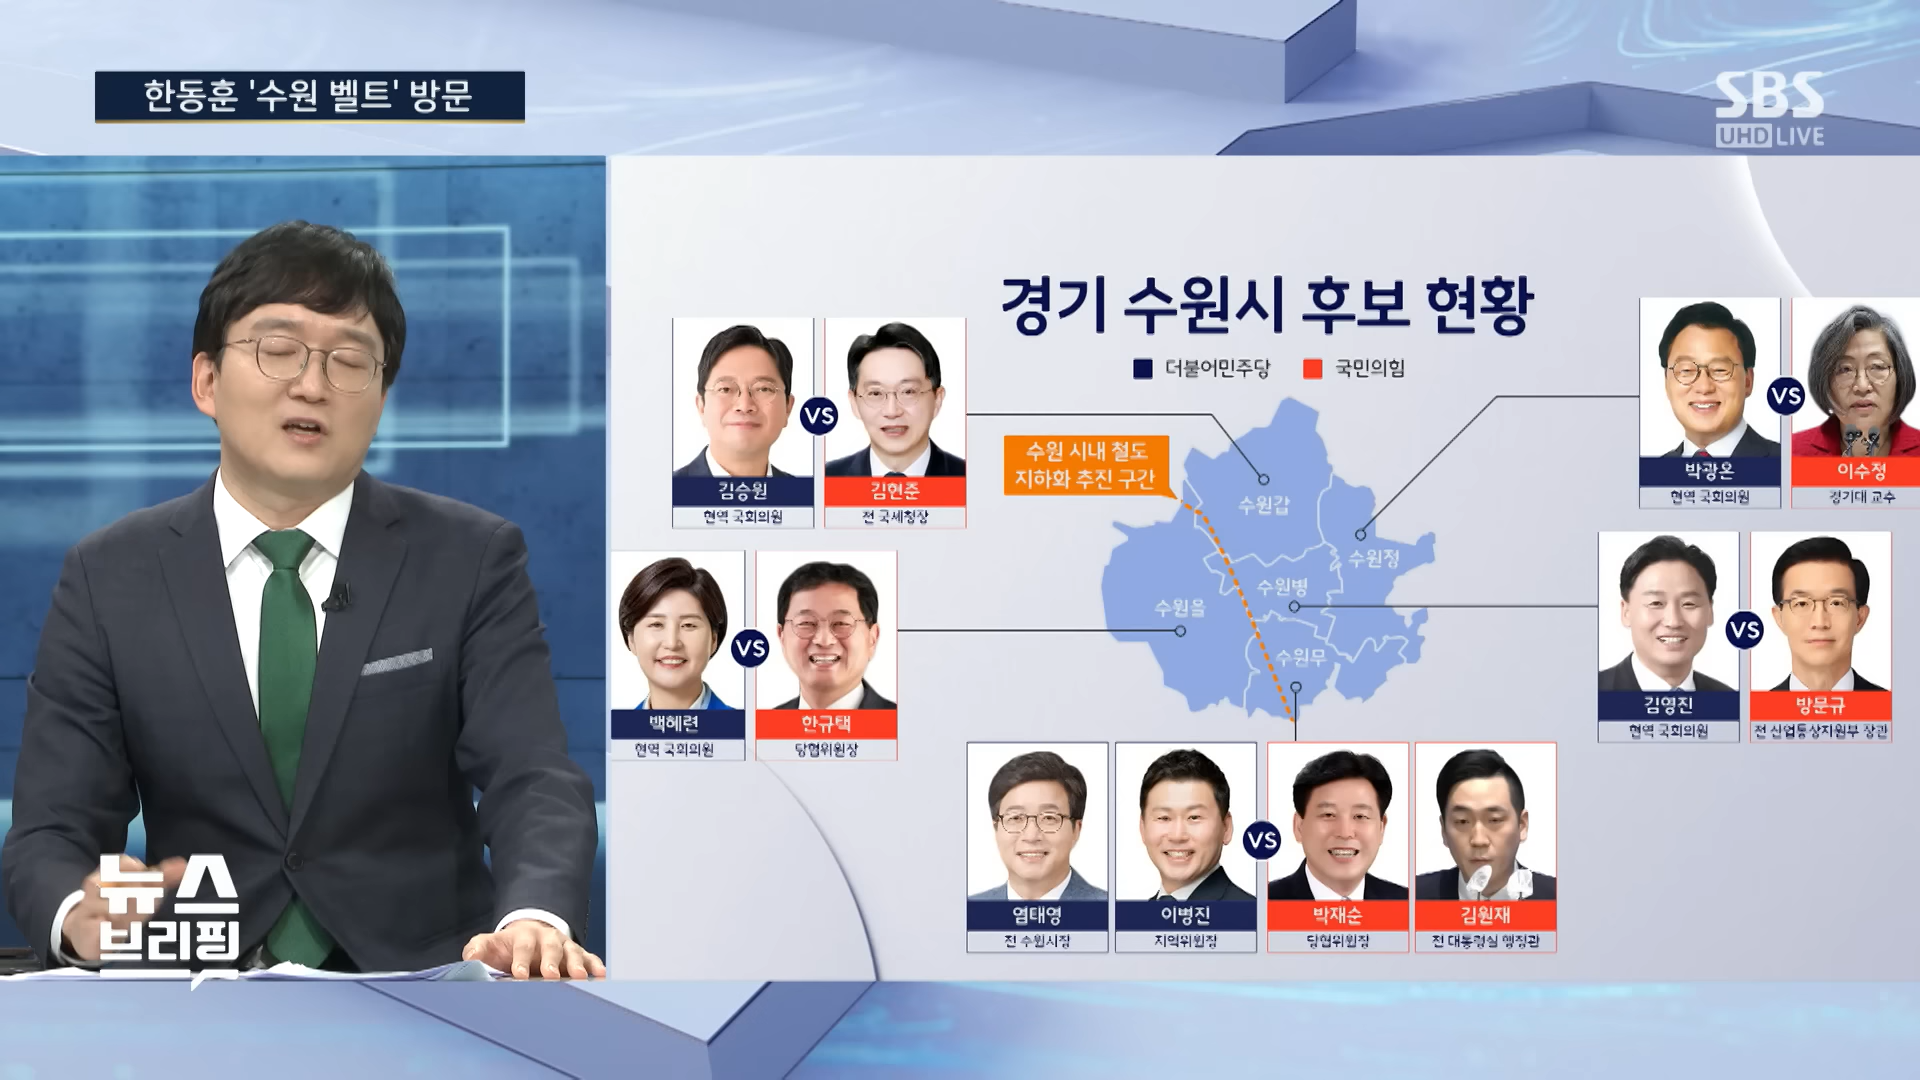 한동훈 '수원 벨트' 방문
SBS
UHD LIVE
경기 수원시 후보 현황
더불어민주당
국민의힘
김승원
현역 국회의원
VS
김현준
전 국세청장
박광온
현역 국회의원
VS
이수정
경기대 교수
수원 시내 철도
지하화 추진 구간
수원갑
수원정
수원병
수원을
수원무
백혜련
현역 국회의원
VS
한규택
당협위원장
김영진
현역 국회의원
VS
방문규
전 산업통상자원부 장관
염태영
전 수원시장
이병진
지역위원장
VS
박재순
당협위원장
김원재
전 대통령실 행정관
뉴스
브리핑